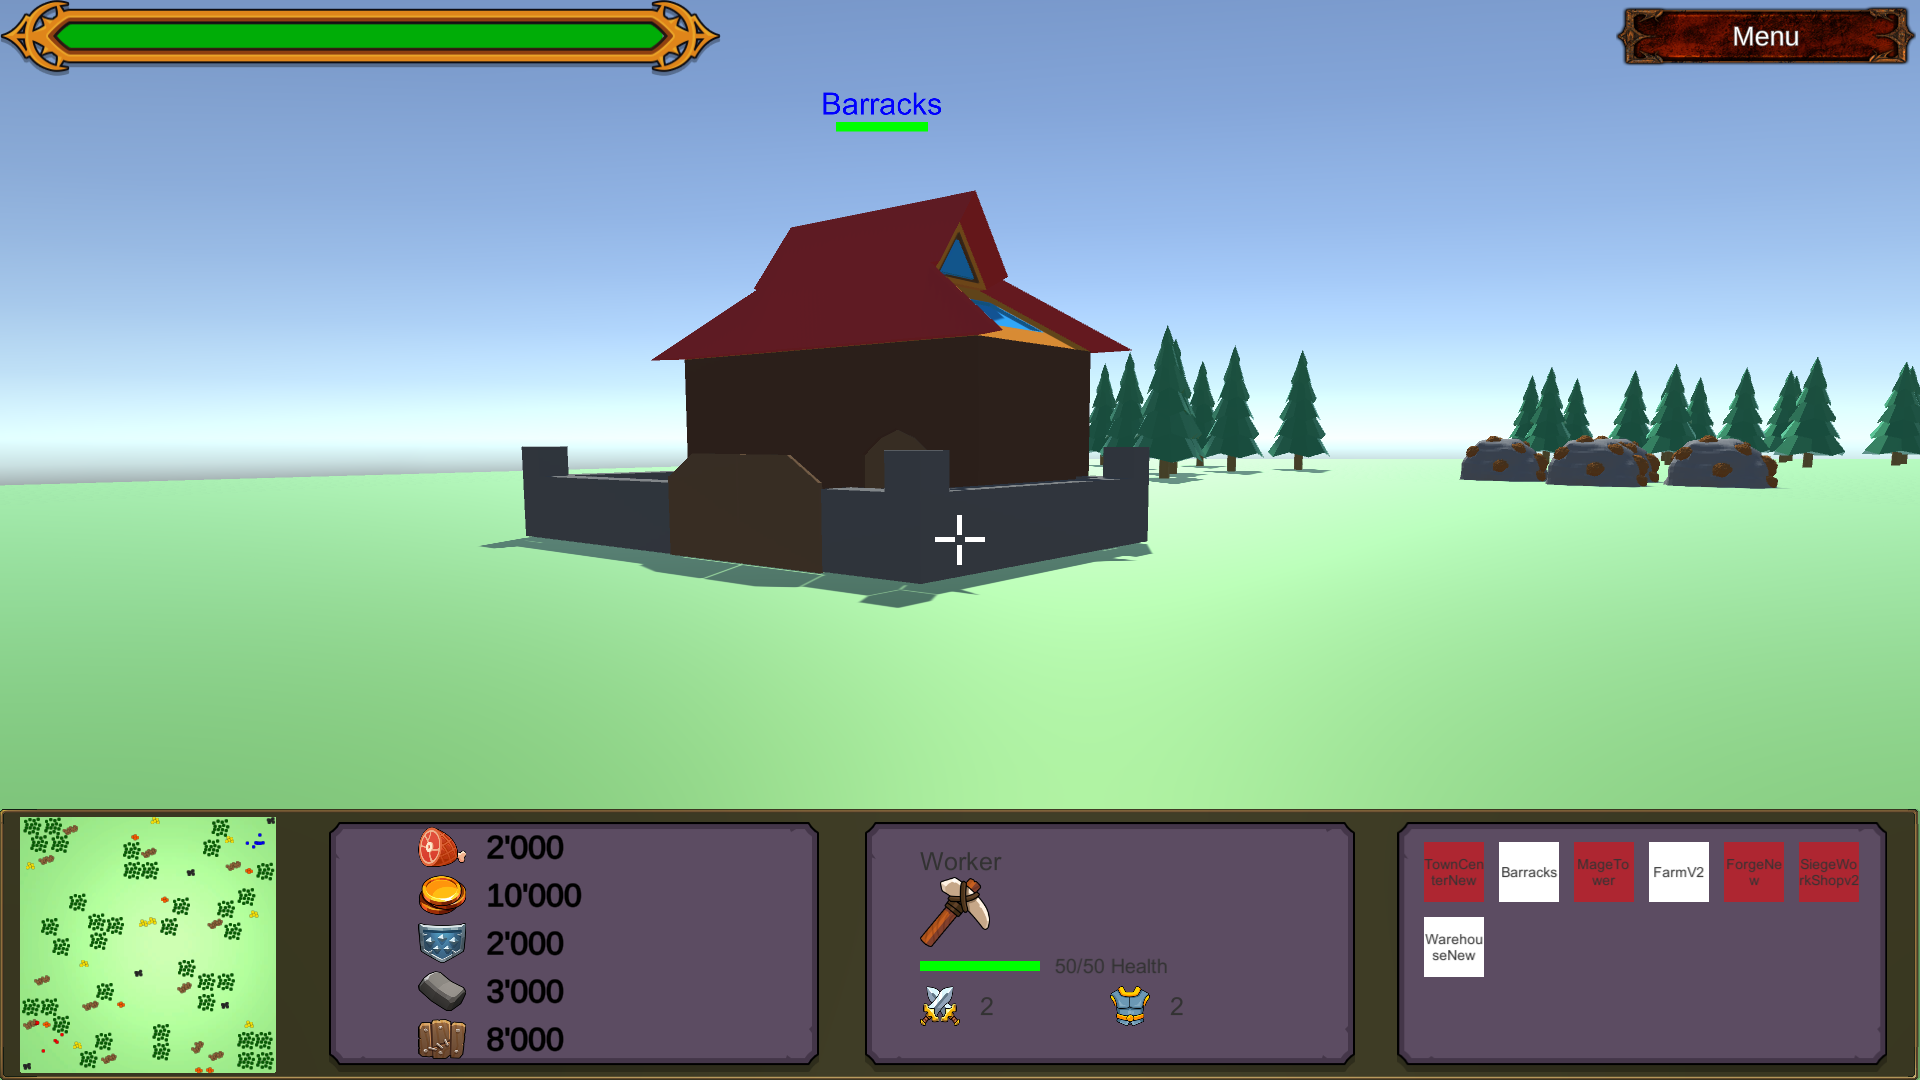 Menu
Barracks
2'000
10'000
2'000
3'000
8'000
Worker
50/50 Health
2
2
TownCen
terNew
Barracks
MageTo
wer
FarmV2
ForgeNe
w
SiegeWo
rkShopv2
Warehou
seNew